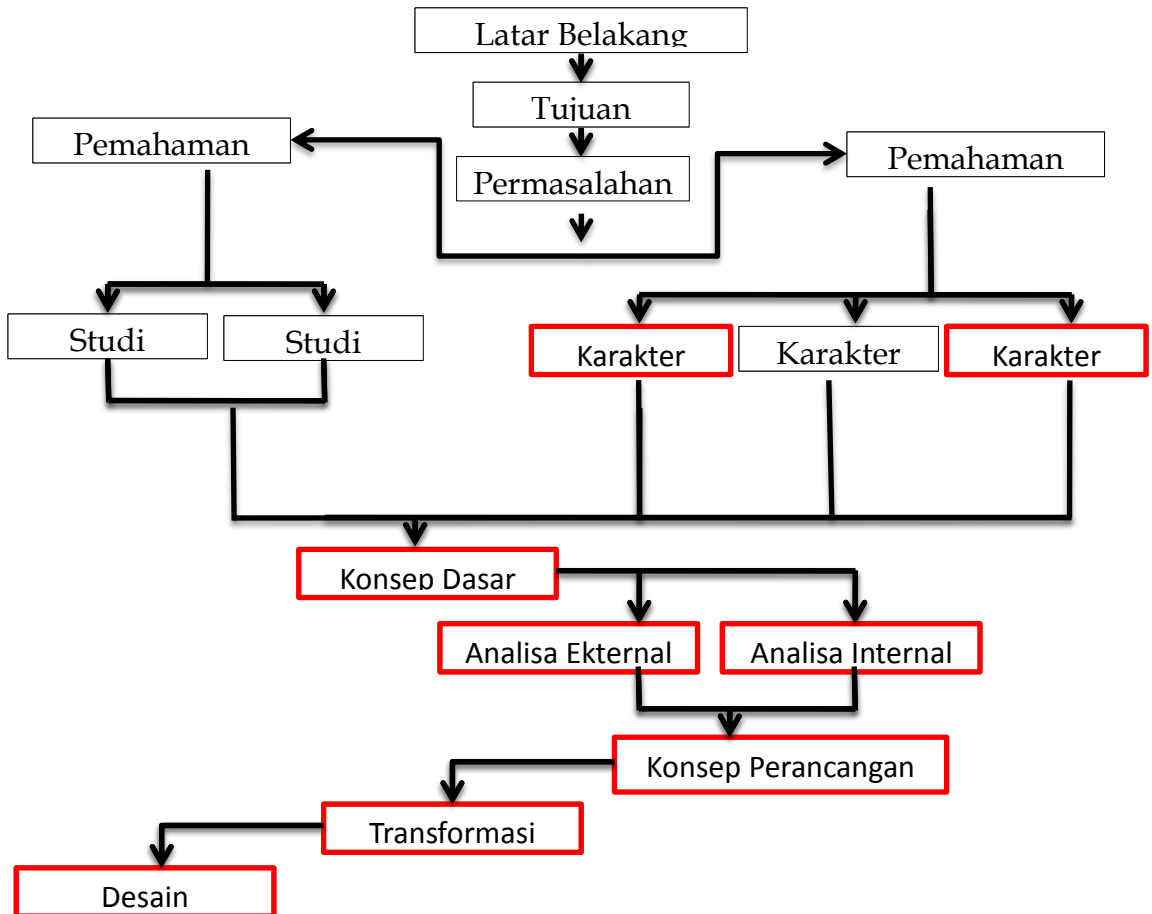 Latar Belakang
Tujuan
Pemahaman
Permasalahan
Pemahaman
Studi
Studi
Karakter
Karakter
Karakter
Konsep Dasar
Analisa Ekternal
Analisa Internal
Konsep Perancangan
Transformasi
Desain